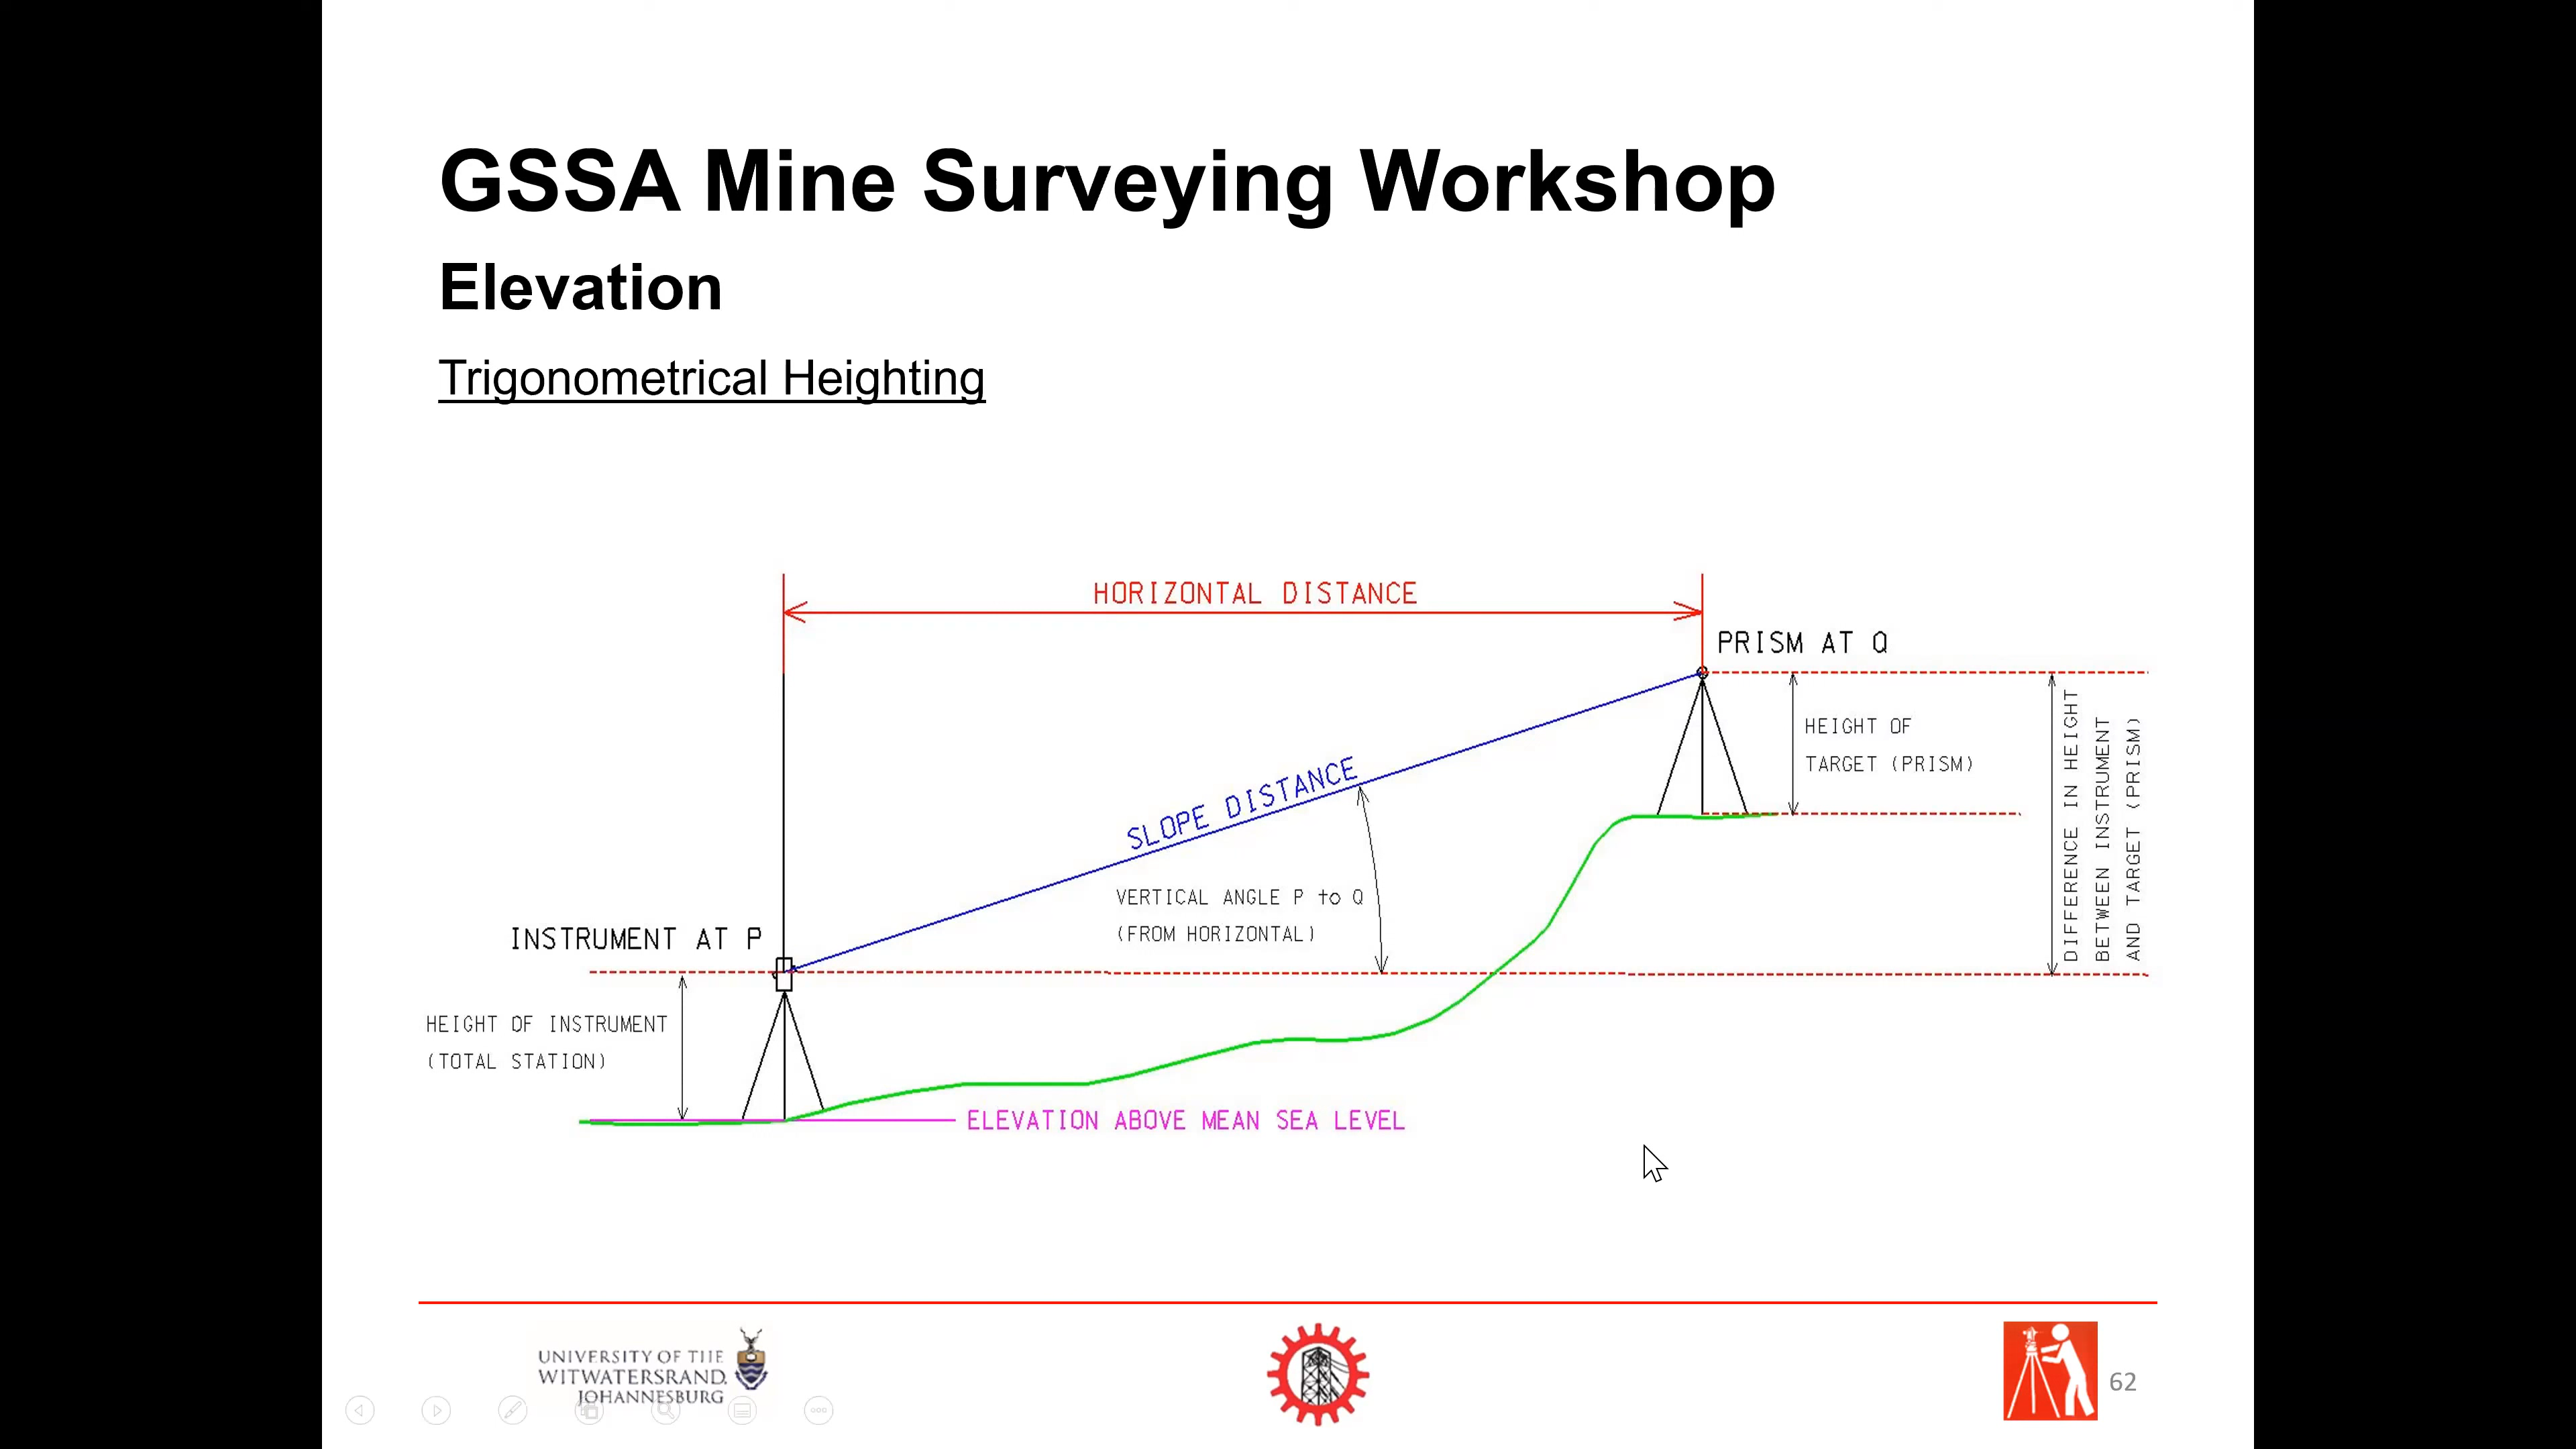 GSSA Mine Surveying Workshop
Elevation
Trigonometrical Heighting
HORIZONTAL DISTANCE
PRISM AT Q
HEIGHT OF
TARGET (PRISM)
DIFFERENCE IN HEIGHT
BETWEEN INSTRUMENT
AND TARGET (PRISM)
SLOPE DISTANCE
VERTICAL ANGLE P to Q
(FROM HORIZONTAL)
INSTRUMENT AT P
HEIGHT OF INSTRUMENT
(TOTAL STATION)
ELEVATION ABOVE MEAN SEA LEVEL
UNIVERSITY OF THE
WITWATERSRAND,
JOHANNESBURG
62